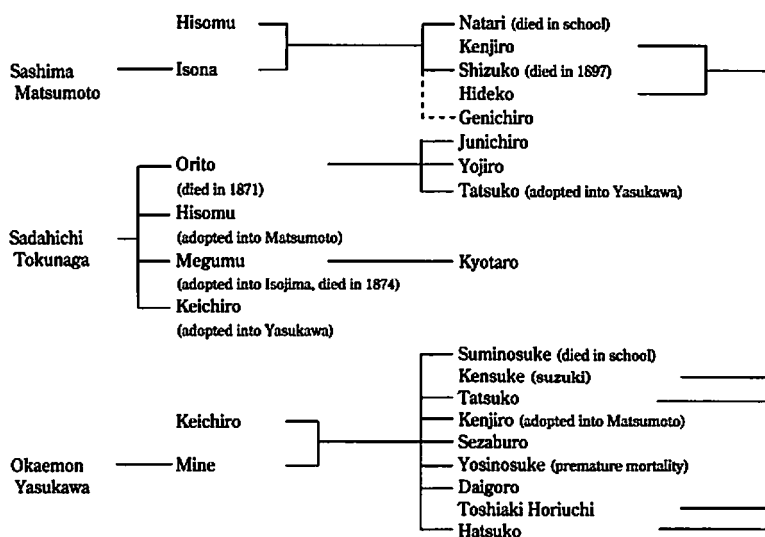 Hisomu
Natari (died in school)
Kenjiro
Sashima
Matsumoto
Isona
Shizuko (died in 1897)
Hideko
Genichiro
Junichiro
Orito
(died in 1871)
Yojiro
Tatsuko (adopted into Yasukawa)
Hisomu
(adopted into Matsumoto)
Sadahichi
Tokunaga
Megumu
(adopted into Isojima, died in 1874)
Kyotaro
Keichiro
(adopted into Yasukawa)
Suminosuke (died in school)
Kensuke (suzuki)
Tatsuko
Keichiro
Kenjiro (adopted into Matsumoto)
Sezaburo
Okaemon
Yasukawa
Mine
Yosinosuke (premature mortality)
Daigoro
Toshiaki Horiuchi
Hatsuko